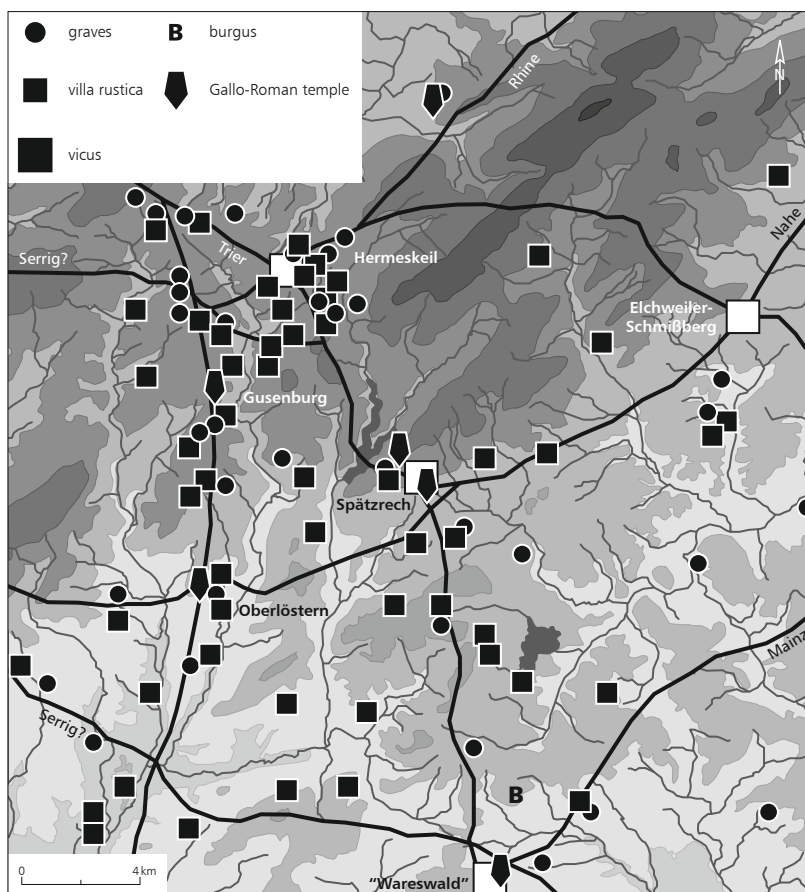 graves
B burgus
villa rustica
Gallo-Roman temple
vicus
Rhine
N
Nahe
Serrig?
Trier
Hermeskeil
Elchweiler-
Schmißberg
Gusenburg
Spätzrech
Oberlöstern
Mainz
Serrig?
B
0 4 km
"Wareswald"